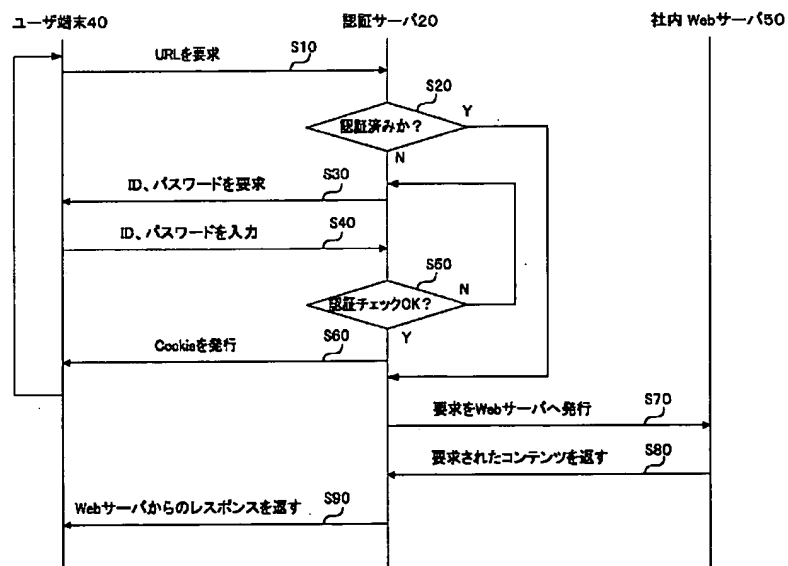 ユーザ端末40
認証サーバ20
社内 Webサーバ50
URLを要求
S10
S20
認証済みか？
Y
N
ID、パスワードを要求
S30
ID、パスワードを入力
S40
S50
認証チェックOK？
N
Y
Cookieを発行
S60
要求をWebサーバへ発行
S70
要求されたコンテンツを返す
S80
Webサーバからのレスポンスを返す
S90